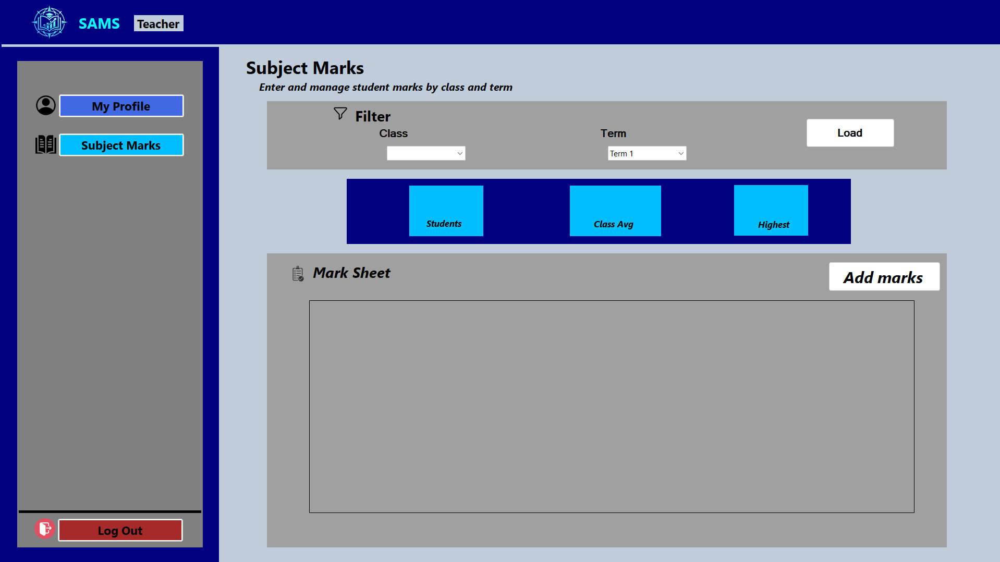 SAMS
Teacher
My Profile
Subject Marks
Log Out
Subject Marks
Enter and manage student marks by class and term
Filter
Class
Term
Term 1
Load
Students
Class Avg
Highest
Mark Sheet
Add marks